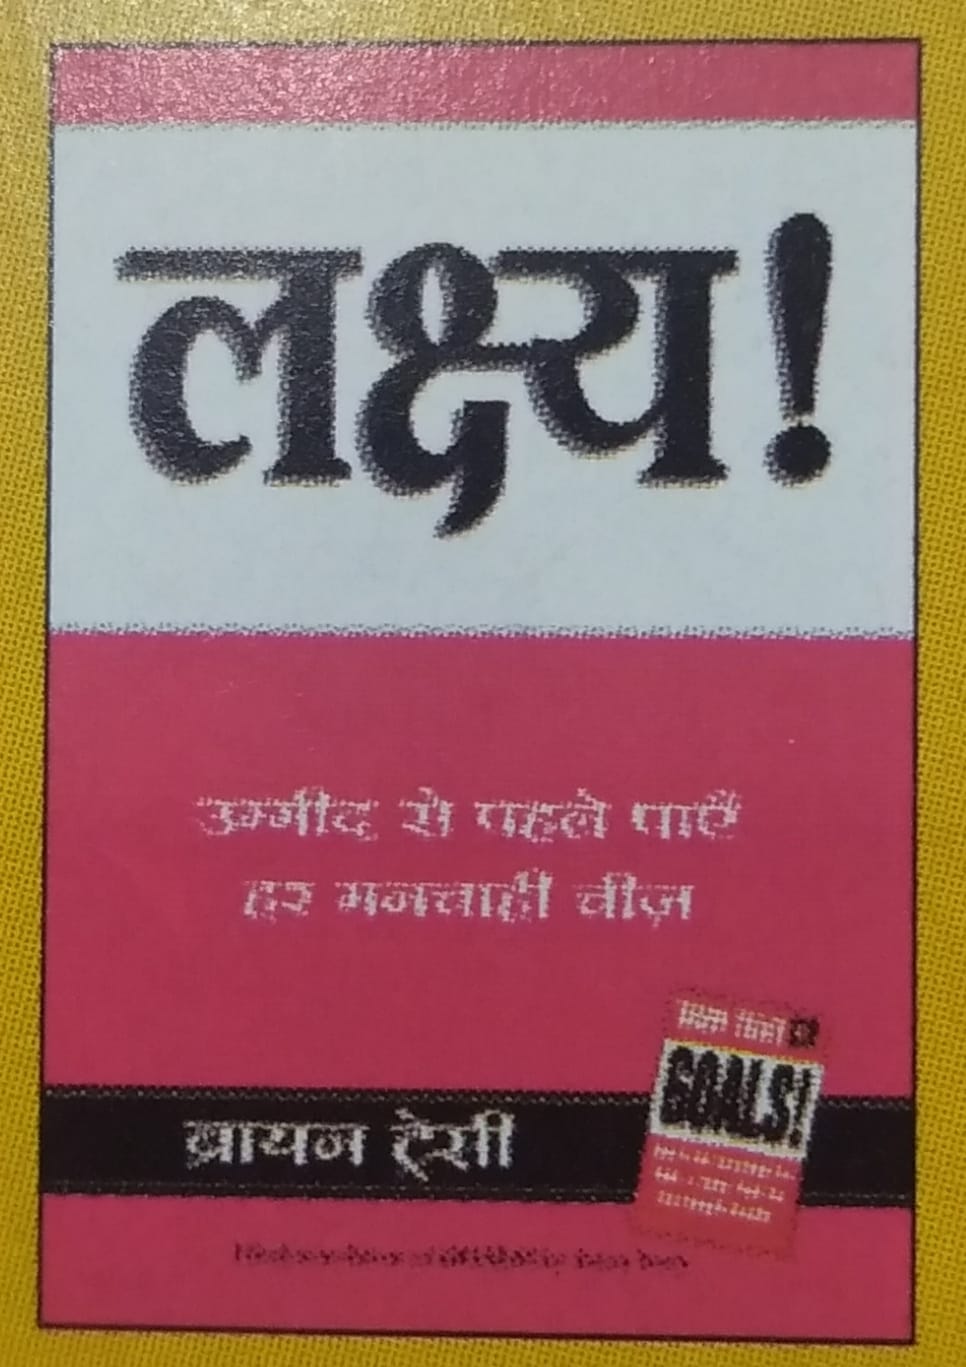 लक्ष्य!
उम्मीद से पहले पाएँ
हर मनचाही चीज़
ब्रायन ट्रेसी
GOALS!